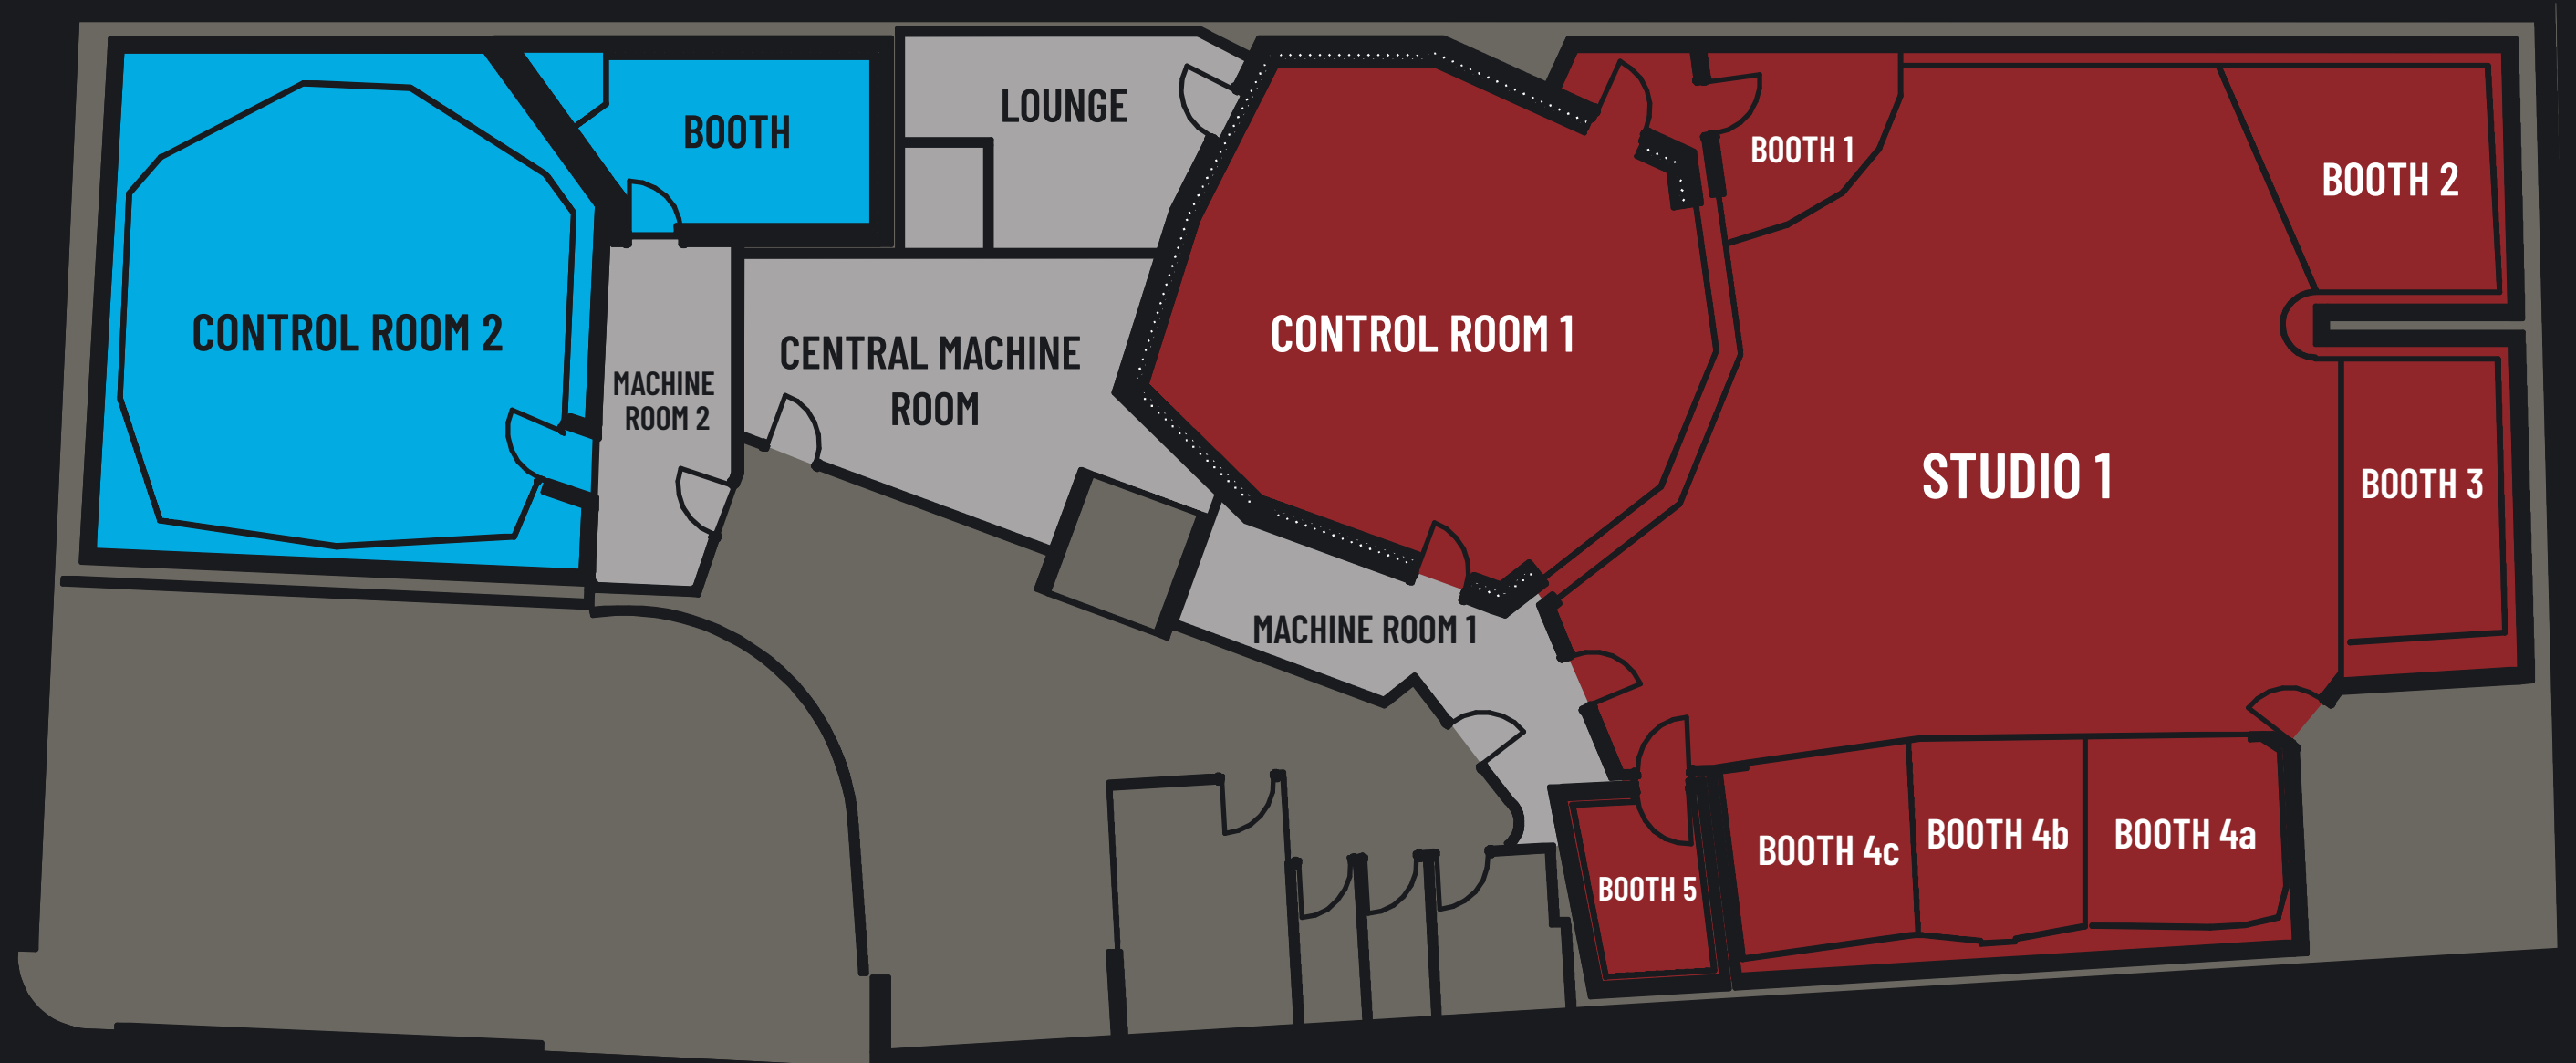 LOUNGE
BOOTH
BOOTH 1
BOOTH 2
CONTROL ROOM 2
CENTRAL MACHINE
ROOM
CONTROL ROOM 1
MACHINE
ROOM 2
STUDIO 1
BOOTH 3
MACHINE ROOM 1
BOOTH 4c
BOOTH 4b
BOOTH 4a
BOOTH 5